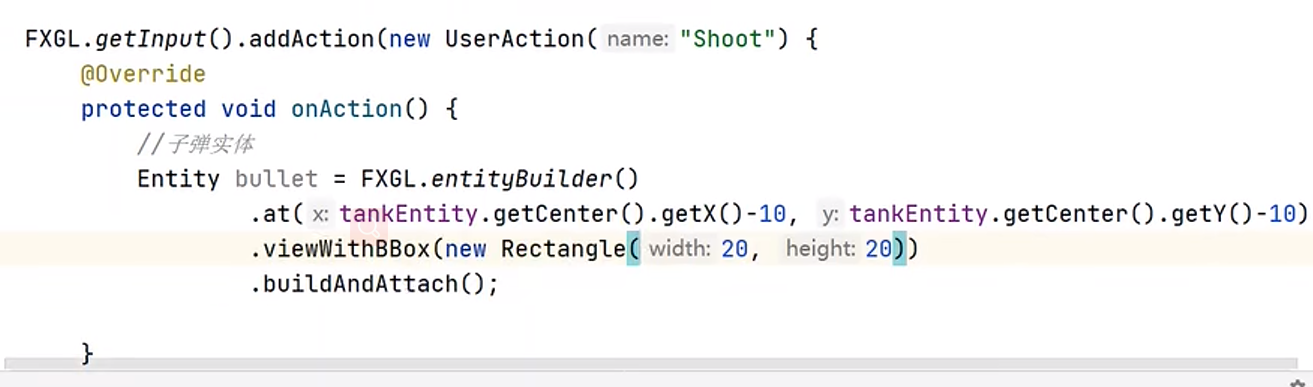 FXGL.getInput().addAction(new UserAction( name: "Shoot") {
@Override
protected void onAction() {
//子弹实体
Entity bullet = FXGL.entityBuilder()
.at( x: tankEntity.getCenter().getX()-10, y: tankEntity.getCenter().getY()-10)
.viewWithBBox(new Rectangle( width: 20, height: 20))
.buildAndAttach();
}